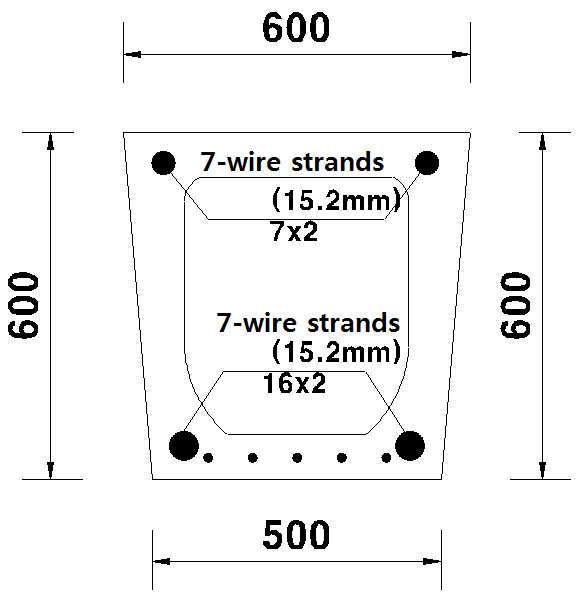 600
7-wire strands
(15.2mm)
7x2
600
600
7-wire strands
(15.2mm)
16x2
500